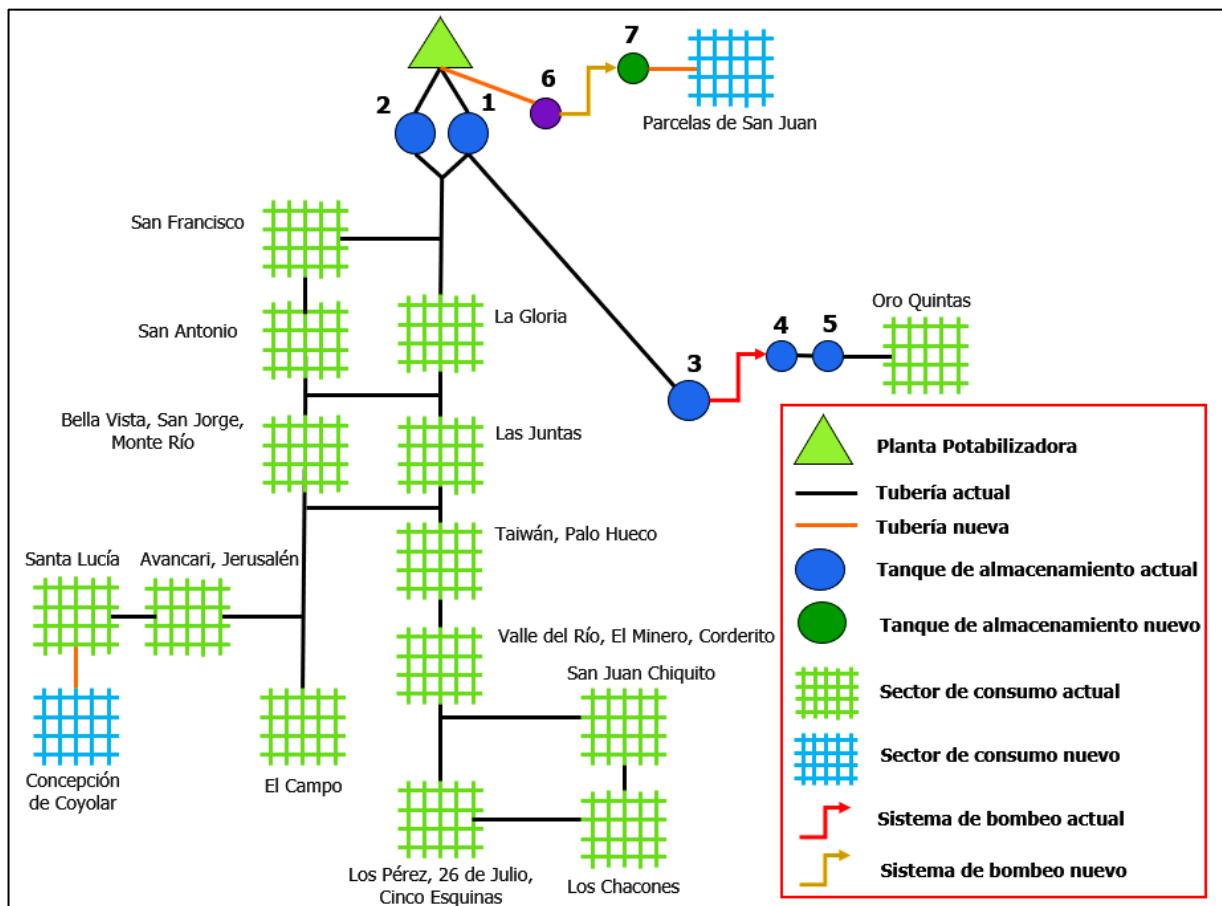 7
6
2
1
Parcelas de San Juan
San Francisco
La Gloria
San Antonio
Oro Quintas
4
5
3
Bella Vista, San Jorge,
Monte Río
Las Juntas
Taiwán, Palo Hueco
Santa Lucía
Avancari, Jerusalén
Valle del Río, El Minero, Corderito
San Juan Chiquito
Concepción
de Coyolar
El Campo
Los Pérez, 26 de Julio,
Cinco Esquinas
Los Chacones
Planta Potabilizadora
Tubería actual
Tubería nueva
Tanque de almacenamiento actual
Tanque de almacenamiento nuevo
Sector de consumo actual
Sector de consumo nuevo
Sistema de bombeo actual
Sistema de bombeo nuevo